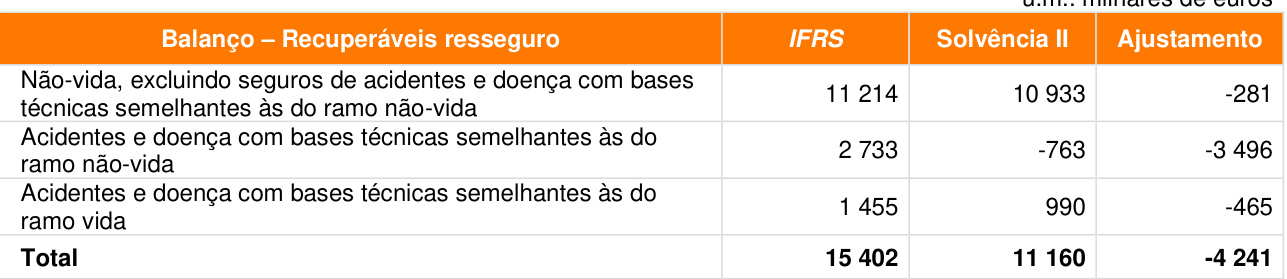 u.m.: milhares de euros
Balanço – Recuperáveis resseguro IFRS Solvência II Ajustamento
Não-vida, excluindo seguros de acidentes e doença com bases
técnicas semelhantes às do ramo não-vida 11 214 10 933 -281
Acidentes e doença com bases técnicas semelhantes às do
ramo não-vida 2 733 -763 -3 496
Acidentes e doença com bases técnicas semelhantes às do
ramo vida 1 455 990 -465
Total 15 402 11 160 -4 241